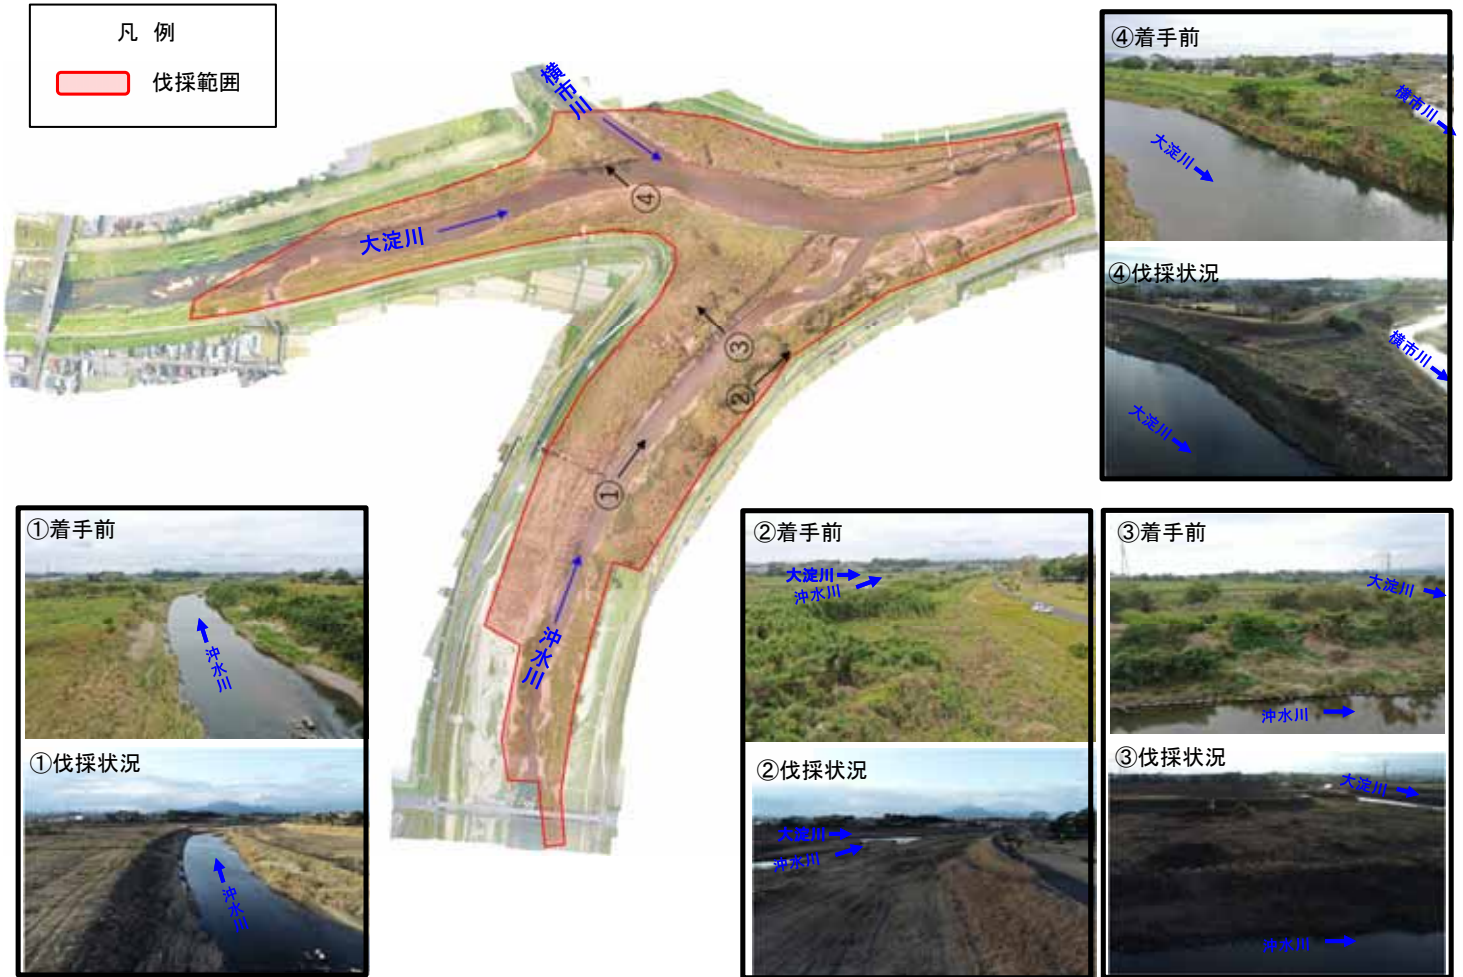 凡 例
伐採範囲
横市川
大淀川
沖水川
①
②
③
④
④着手前
横市川
大淀川
④伐採状況
横市川
大淀川
①着手前
沖水川
①伐採状況
沖水川
②着手前
大淀川
沖水川
②伐採状況
大淀川
沖水川
③着手前
大淀川
沖水川
③伐採状況
大淀川
沖水川